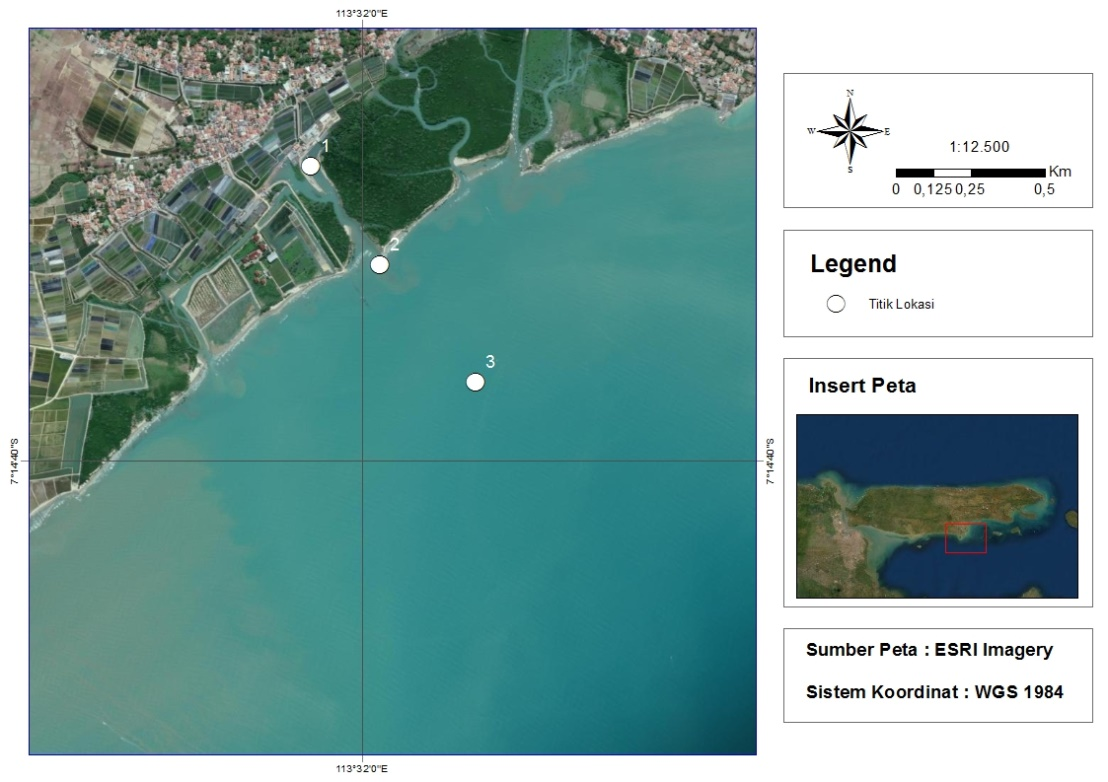 113°32'0"E
1
2
3
7°14'40"S
7°14'40"S
113°32'0"E
N
W E
S
1:12.500
Km
0 0,125 0,25 0,5
Legend
Titik Lokasi
Insert Peta
Sumber Peta : ESRI Imagery
Sistem Koordinat : WGS 1984